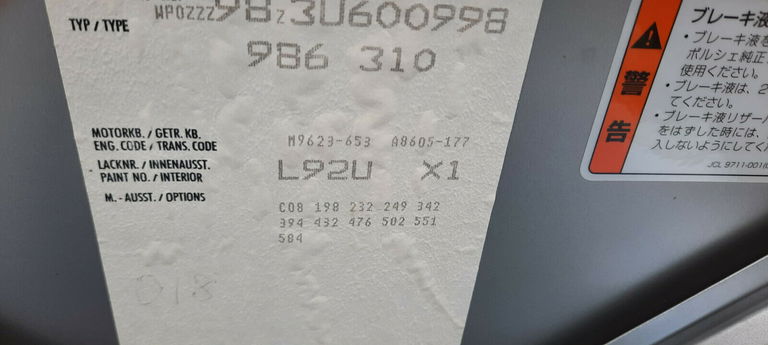 WP0ZZZ98Z3U600998
TYP / TYPE
986 310
MOTORKB. / GETR. KB.
ENG. CODE / TRANS. CODE
M9623-653 A8605-177
LACKNR. / INNENAUSST.
PAINT NO. / INTERIOR
L92U X1
M. - AUSST. / OPTIONS
C08 198 232 249 342
394 432 476 502 551
584
018
警告
ブレーキ液
・ブレーキ液を
ポルシェ純正
使用ください。
・ブレーキ液は、2
てください。
・ブレーキ液リザー
をはずした時には、
入しないようにしてく
JCL 9711-001